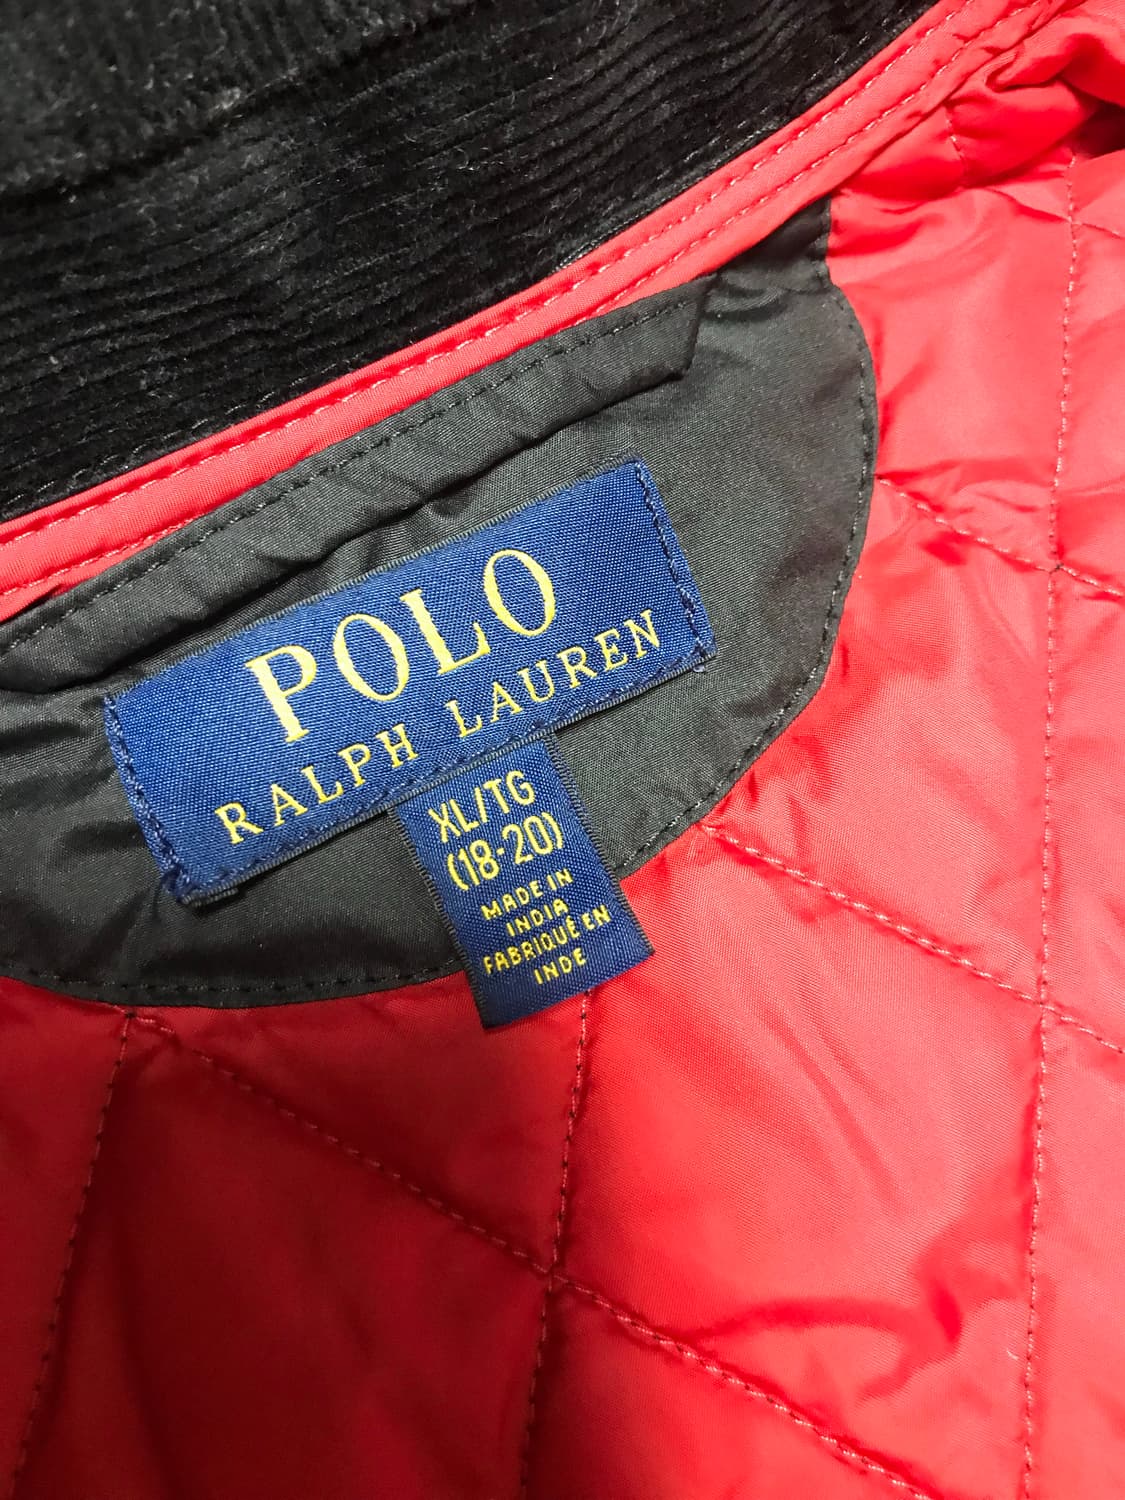 POLO
RALPH LAUREN
XL/TG
(18-20)
MADE IN
INDIA
FABRIQUÉ EN
INDE